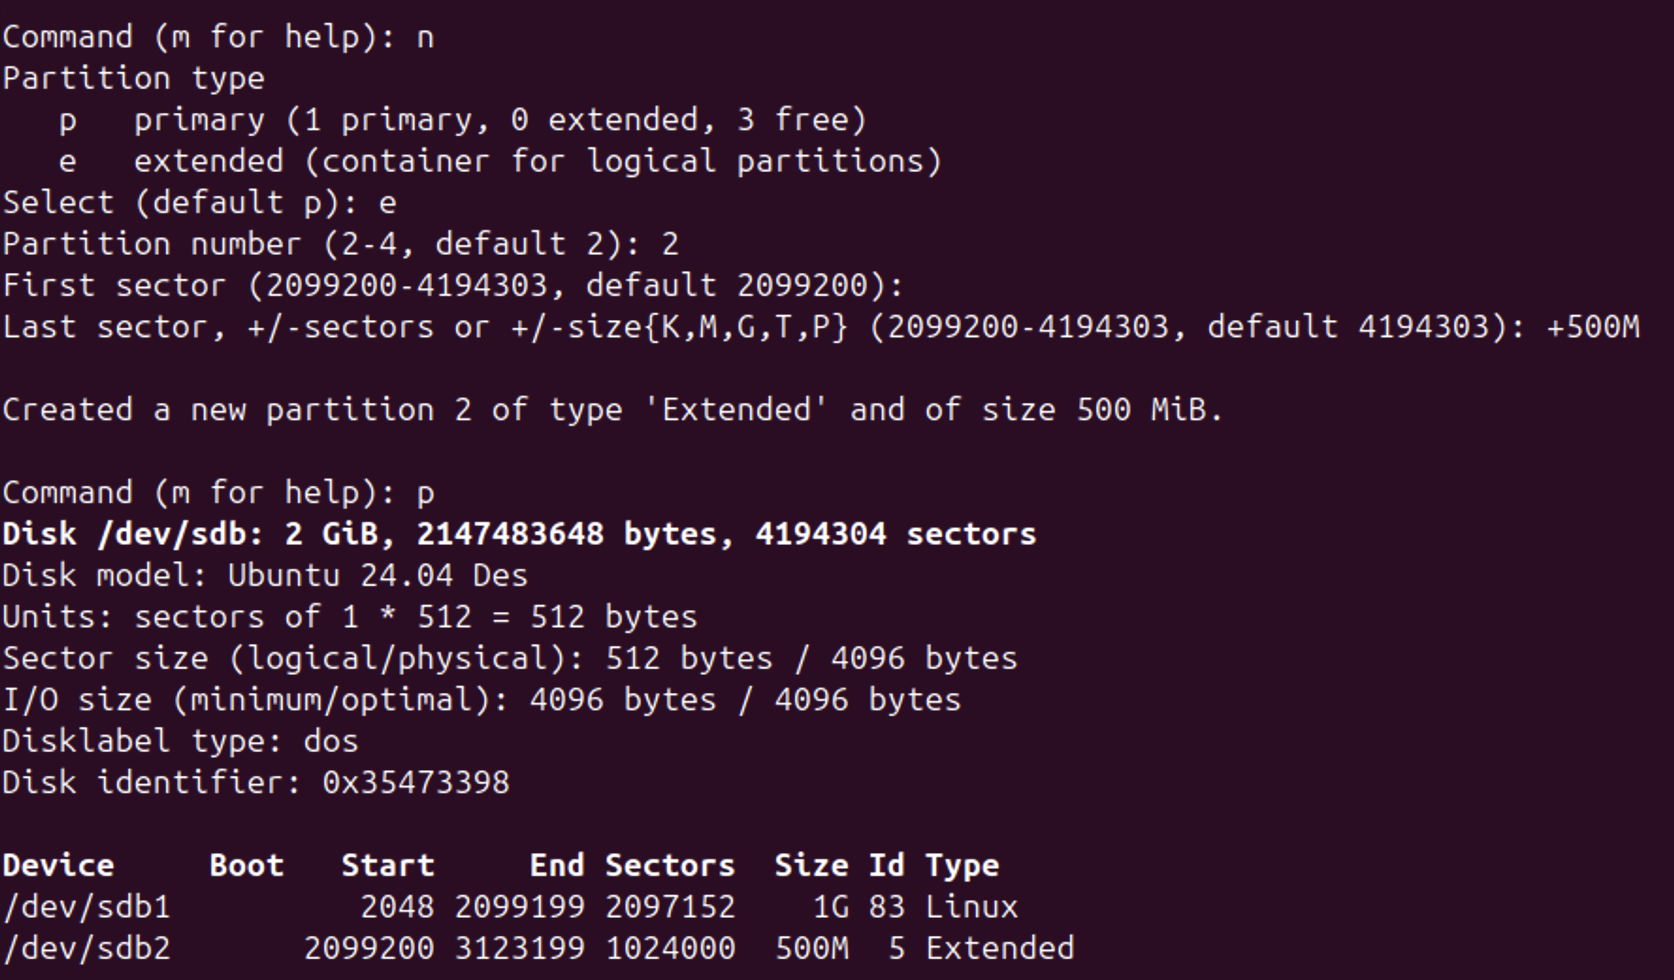 Command (m for help): n
Partition type
   p   primary (1 primary, 0 extended, 3 free)
   e   extended (container for logical partitions)
Select (default p): e
Partition number (2-4, default 2): 2
First sector (2099200-4194303, default 2099200):
Last sector, +/-sectors or +/-size{K,M,G,T,P} (2099200-4194303, default 4194303): +500M

Created a new partition 2 of type 'Extended' and of size 500 MiB.

Command (m for help): p
Disk /dev/sdb: 2 GiB, 2147483648 bytes, 4194304 sectors
Disk model: Ubuntu 24.04 Des
Units: sectors of 1 * 512 = 512 bytes
Sector size (logical/physical): 512 bytes / 4096 bytes
I/O size (minimum/optimal): 4096 bytes / 4096 bytes
Disklabel type: dos
Disk identifier: 0x35473398

Device     Boot   Start     End Sectors  Size Id Type
/dev/sdb1          2048 2099199 2097152    1G 83 Linux
/dev/sdb2       2099200 3123199 1024000  500M  5 Extended